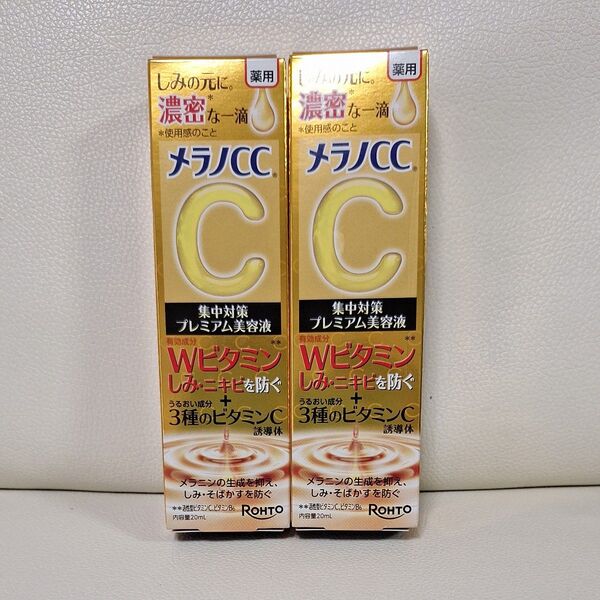 薬用
しみの元に。
濃密*な一滴
*使用感のこと
メラノCC®
C
集中対策
プレミアム美容液
有効成分
Wビタミン**
しみ・ニキビを防ぐ
+
うるおい成分
3種のビタミンC
誘導体
メラニンの生成を抑え、
しみ・そばかすを防ぐ
内容量20mL
ROHTO
薬用
しみの元に。
濃密*な一滴
*使用感のこと
メラノCC®
C
集中対策
プレミアム美容液
有効成分
Wビタミン**
しみ・ニキビを防ぐ
+
うるおい成分
3種のビタミンC
誘導体
メラニンの生成を抑え、
しみ・そばかすを防ぐ
内容量20mL
ROHTO